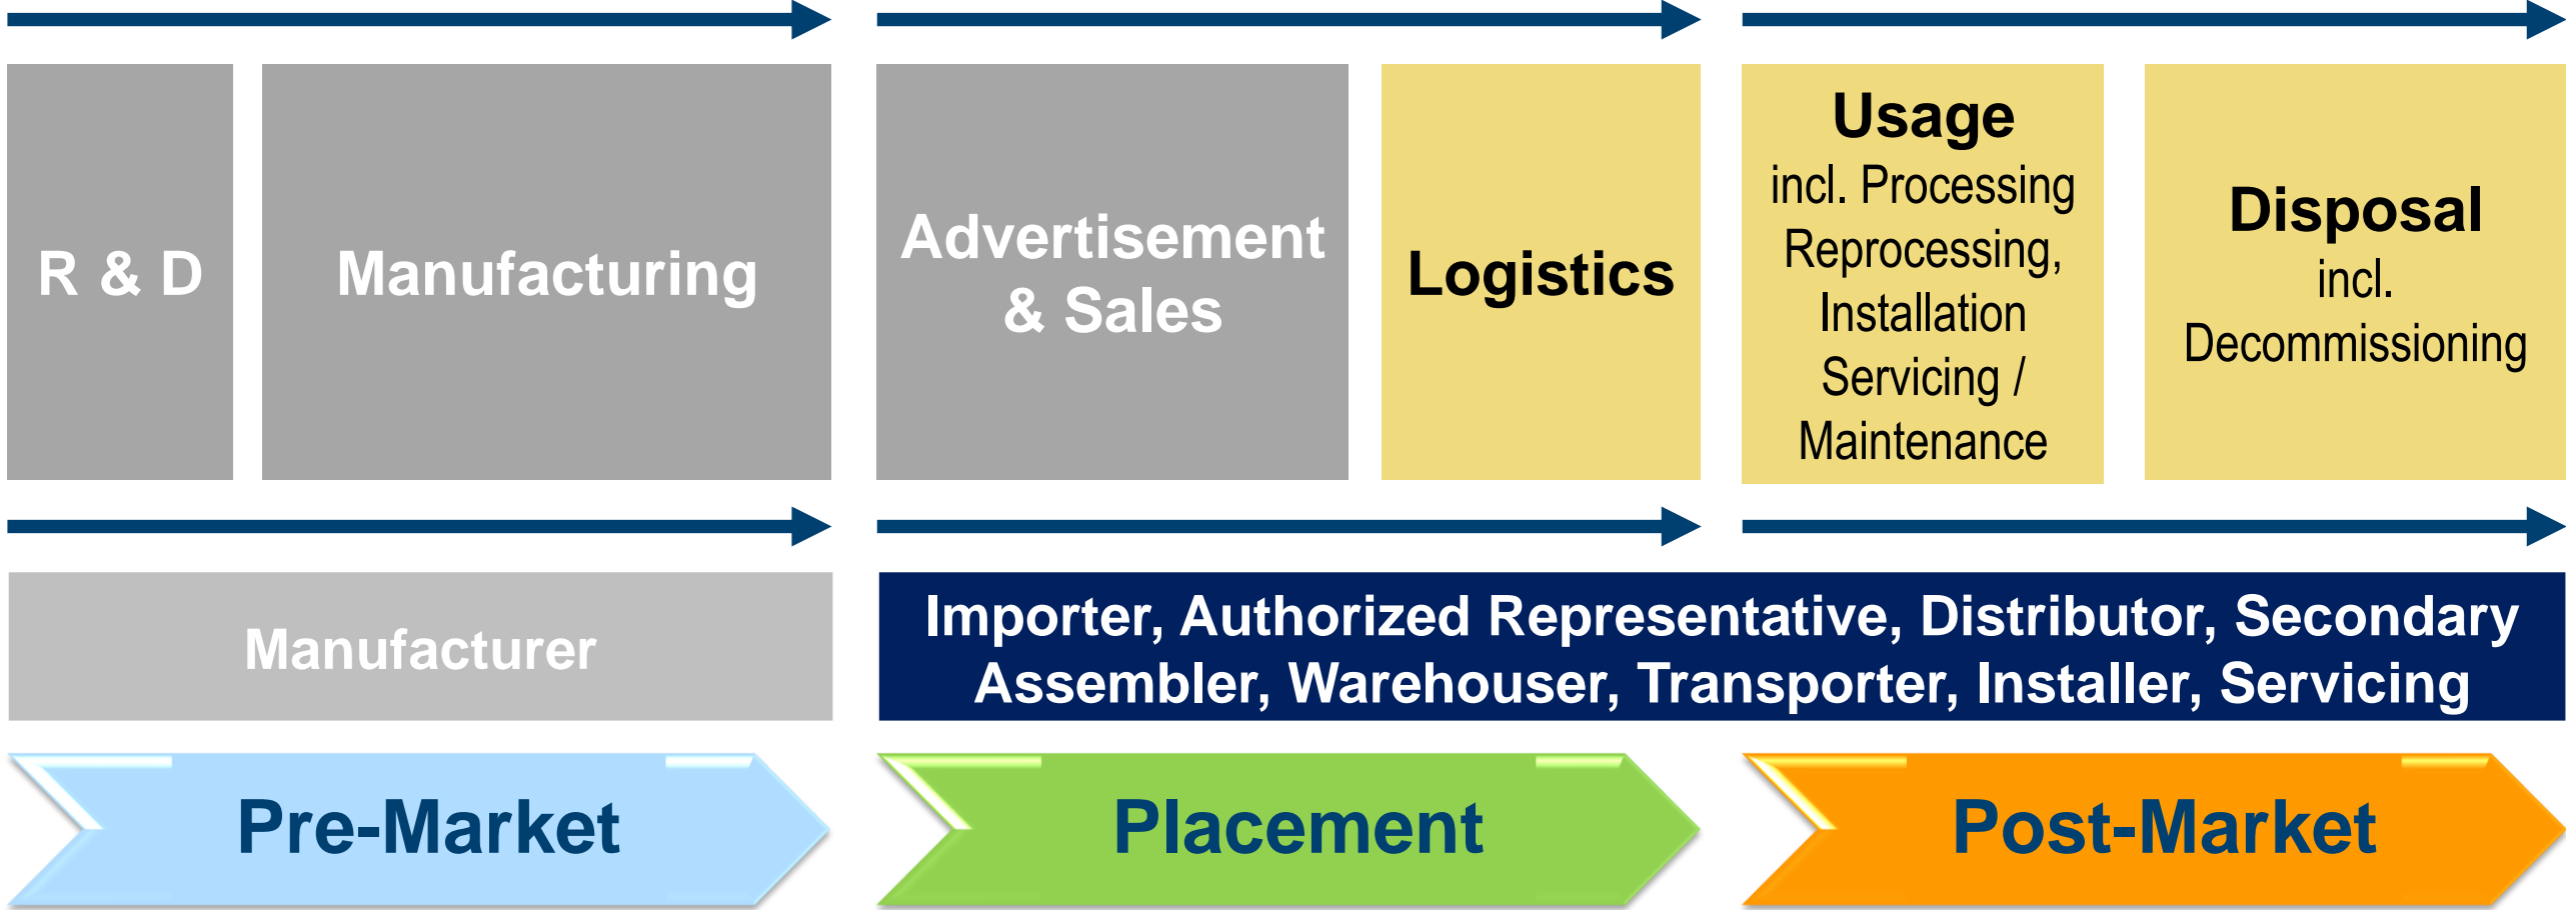 R & D
Manufacturing
Advertisement
& Sales
Logistics
Usage
incl. Processing
Reprocessing,
Installation
Servicing /
Maintenance
Disposal
incl.
Decommissioning
Manufacturer
Importer, Authorized Representative, Distributor, Secondary
Assembler, Warehouser, Transporter, Installer, Servicing
Pre-Market
Placement
Post-Market